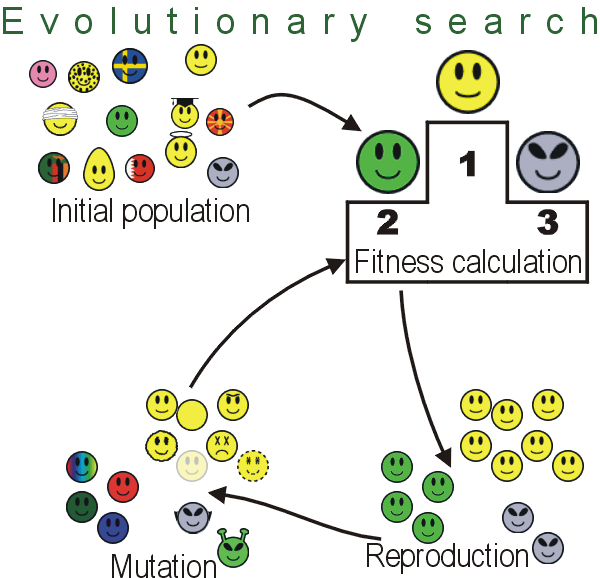 Evolutionary search
Initial population
1
2 3
Fitness calculation
Mutation
Reproduction